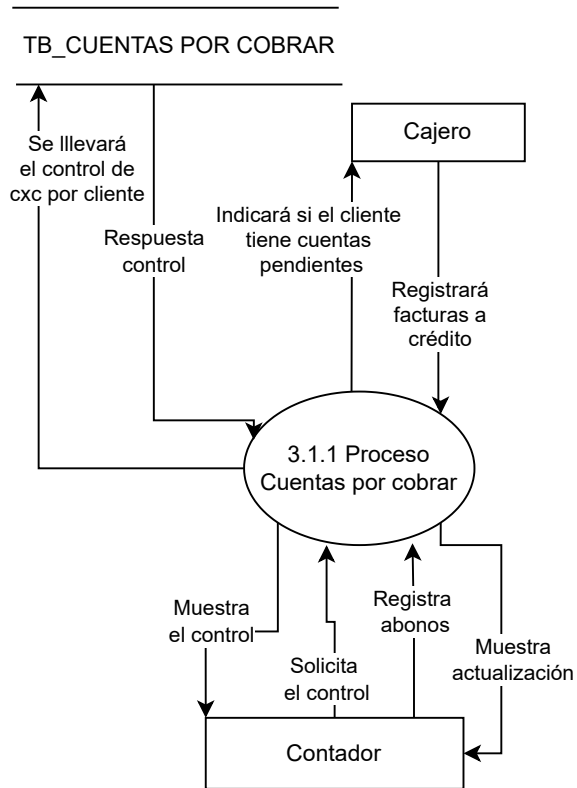 TB_CUENTAS POR COBRAR
Se lllevará
el control de
cxc por cliente
Respuesta
control
Cajero
Indicará si el cliente
tiene cuentas
pendientes
Registrará
facturas a
crédito
3.1.1 Proceso
Cuentas por cobrar
Muestra
el control
Solicita
el control
Registra
abonos
Muestra
actualización
Contador